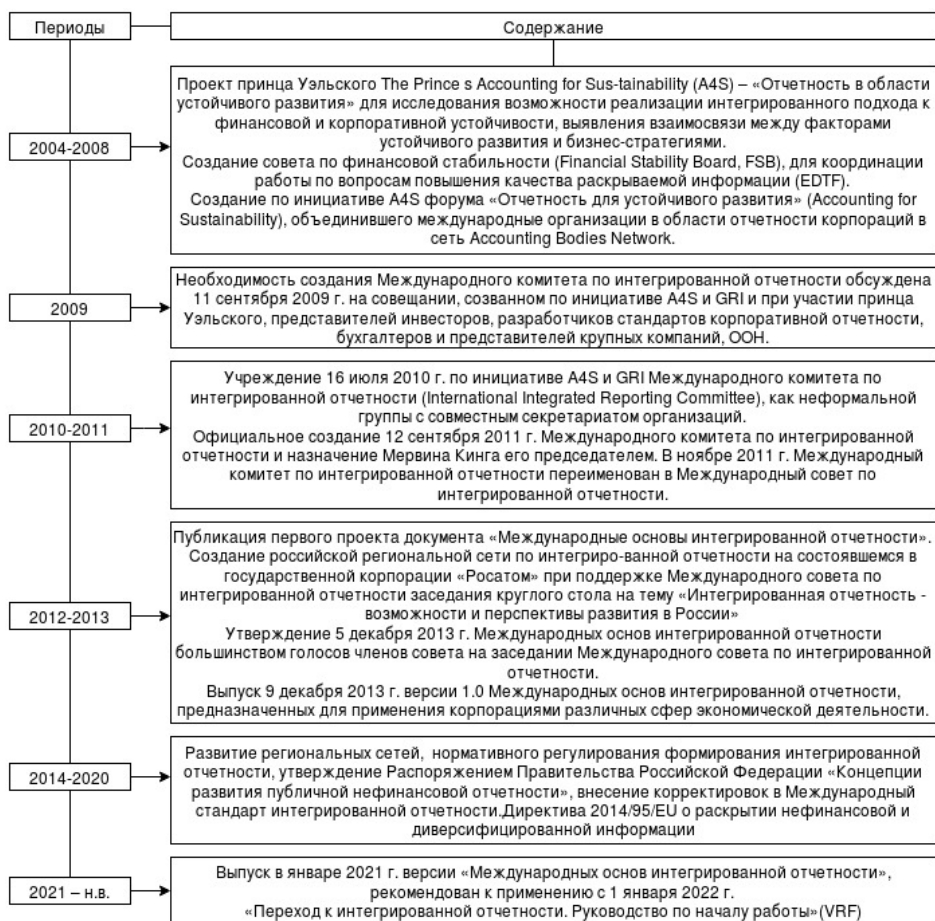 Периоды
Содержание
2004-2008
Проект принца Уэльского The Prince s Accounting for Sus-tainability (A4S) – «Отчетность в области
устойчивого развития» для исследования возможности реализации интегрированного подхода к
финансовой и корпоративной устойчивости, выявления взаимосвязи между факторами
устойчивого развития и бизнес-стратегиями.
Создание совета по финансовой стабильности (Financial Stability Board, FSB), для координации
работы по вопросам повышения качества раскрываемой информации (EDTF).
Создание по инициативе A4S форума «Отчетность для устойчивого развития» (Accounting for
Sustainability), объединившего международные организации в области отчетности корпораций в
сеть Accounting Bodies Network.
2009
Необходимость создания Международного комитета по интегрированной отчетности обсуждена
11 сентября 2009 г. на совещании, созванном по инициативе A4S и GRI и при участии принца
Уэльского, представителей инвесторов, разработчиков стандартов корпоративной отчетности,
бухгалтеров и представителей крупных компаний, ООН.
2010-2011
Учреждение 16 июля 2010 г. по инициативе A4S и GRI Международного комитета по
интегрированной отчетности (International Integrated Reporting Committee), как неформальной
группы с совместным секретариатом организаций.
Официальное создание 12 сентября 2011 г. Международного комитета по интегрированной
отчетности и назначение Мервина Кинга его председателем. В ноябре 2011 г. Международный
комитет по интегрированной отчетности переименован в Международный совет по
интегрированной отчетности.
2012-2013
Публикация первого проекта документа «Международные основы интегрированной отчетности».
Создание российской региональной сети по интегриро-ванной отчетности на состоявшемся в
государственной корпорации «Росатом» при поддержке Международного совета по
интегрированной отчетности заседания круглого стола на тему «Интегрированная отчетность -
возможности и перспективы развития в России»
Утверждение 5 декабря 2013 г. Международных основ интегрированной отчетности
большинством голосов членов совета на заседании Международного совета по интегрированной
отчетности.
Выпуск 9 декабря 2013 г. версии 1.0 Международных основ интегрированной отчетности,
предназначенных для применения корпорациями различных сфер экономической деятельности.
2014-2020
Развитие региональных сетей, нормативного регулирования формирования интегрированной
отчетности, утверждение Распоряжением Правительства Российской Федерации «Концепции
развития публичной нефинансовой отчетности», внесение корректировок в Международный
стандарт интегрированной отчетности.Директива 2014/95/EU о раскрытии нефинансовой и
диверсифицированной информации
2021 – н.в.
Выпуск в январе 2021 г. версии «Международных основ интегрированной отчетности»,
рекомендован к применению с 1 января 2022 г.
«Переход к интегрированной отчетности. Руководство по началу работы»(VRF)